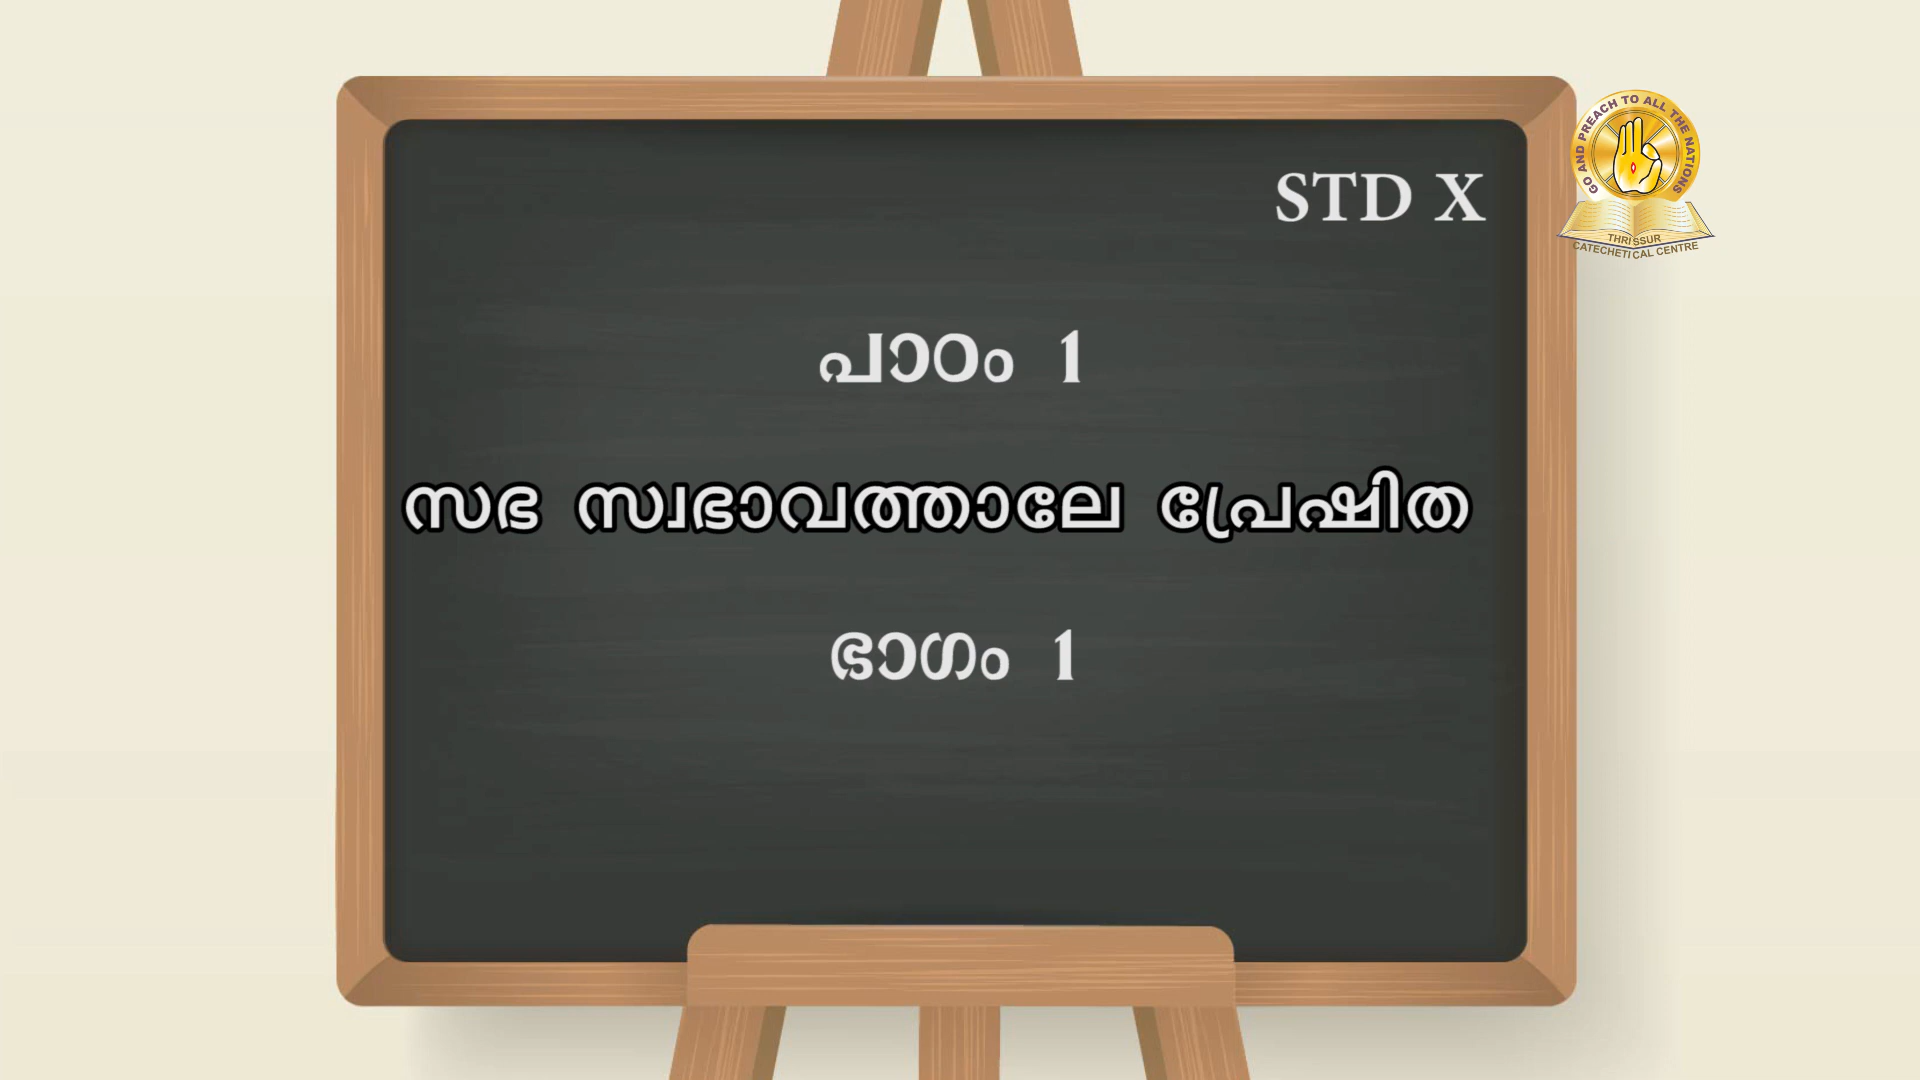 STD X
GO AND PREACH TO ALL THE NATIONS
THRISSUR
CATECHETICAL CENTRE
പാഠം 1
സഭ സ്വഭാവത്താലേ പ്രേഷിത
ഭാഗം 1